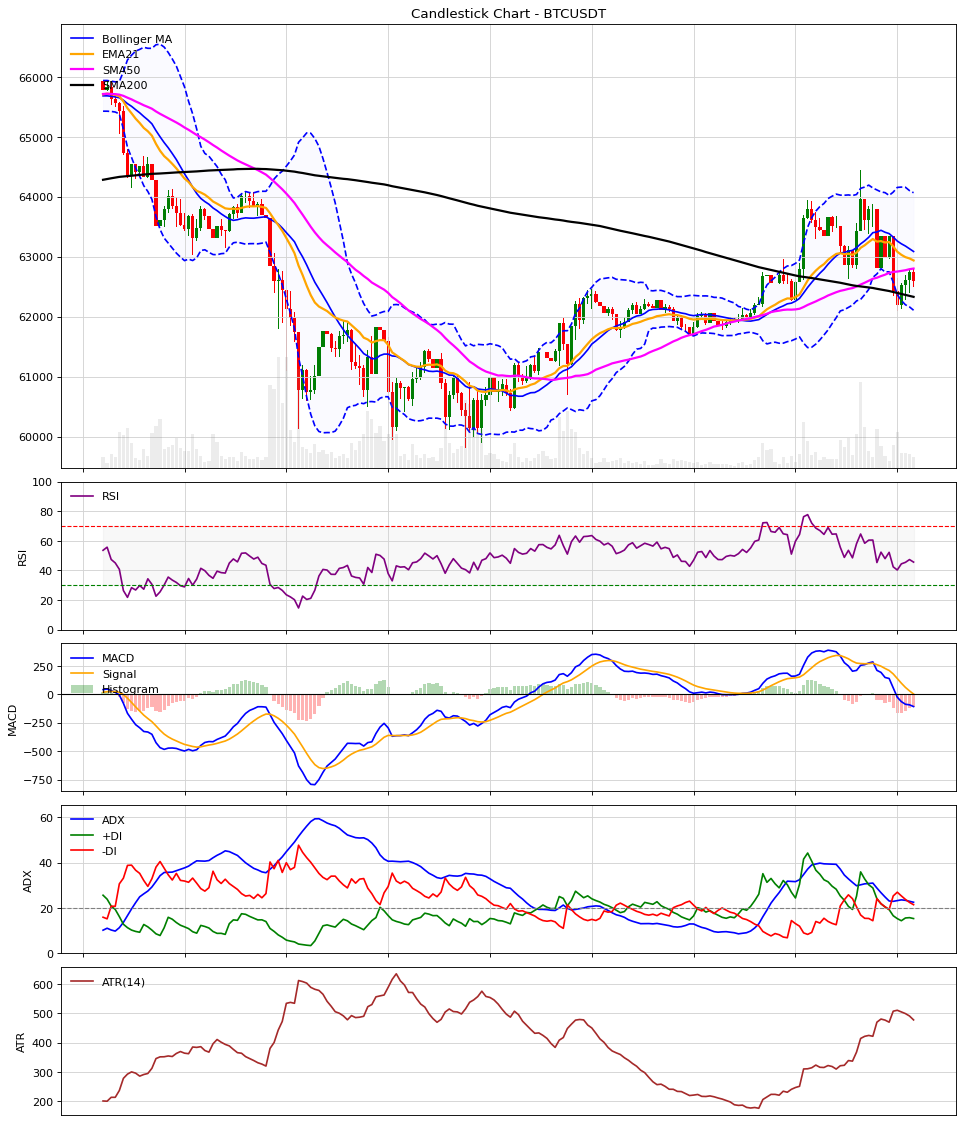 Candlestick Chart - BTCUSDT
Bollinger MA
EMA21
SMA50
SMA200
66000
65000
64000
63000
62000
61000
60000
RSI
100
80
60
40
20
0
RSI
MACD
Signal
Histogram
250
0
−250
−500
−750
MACD
ADX
+DI
-DI
60
40
20
0
ADX
ATR(14)
600
500
400
300
200
ATR